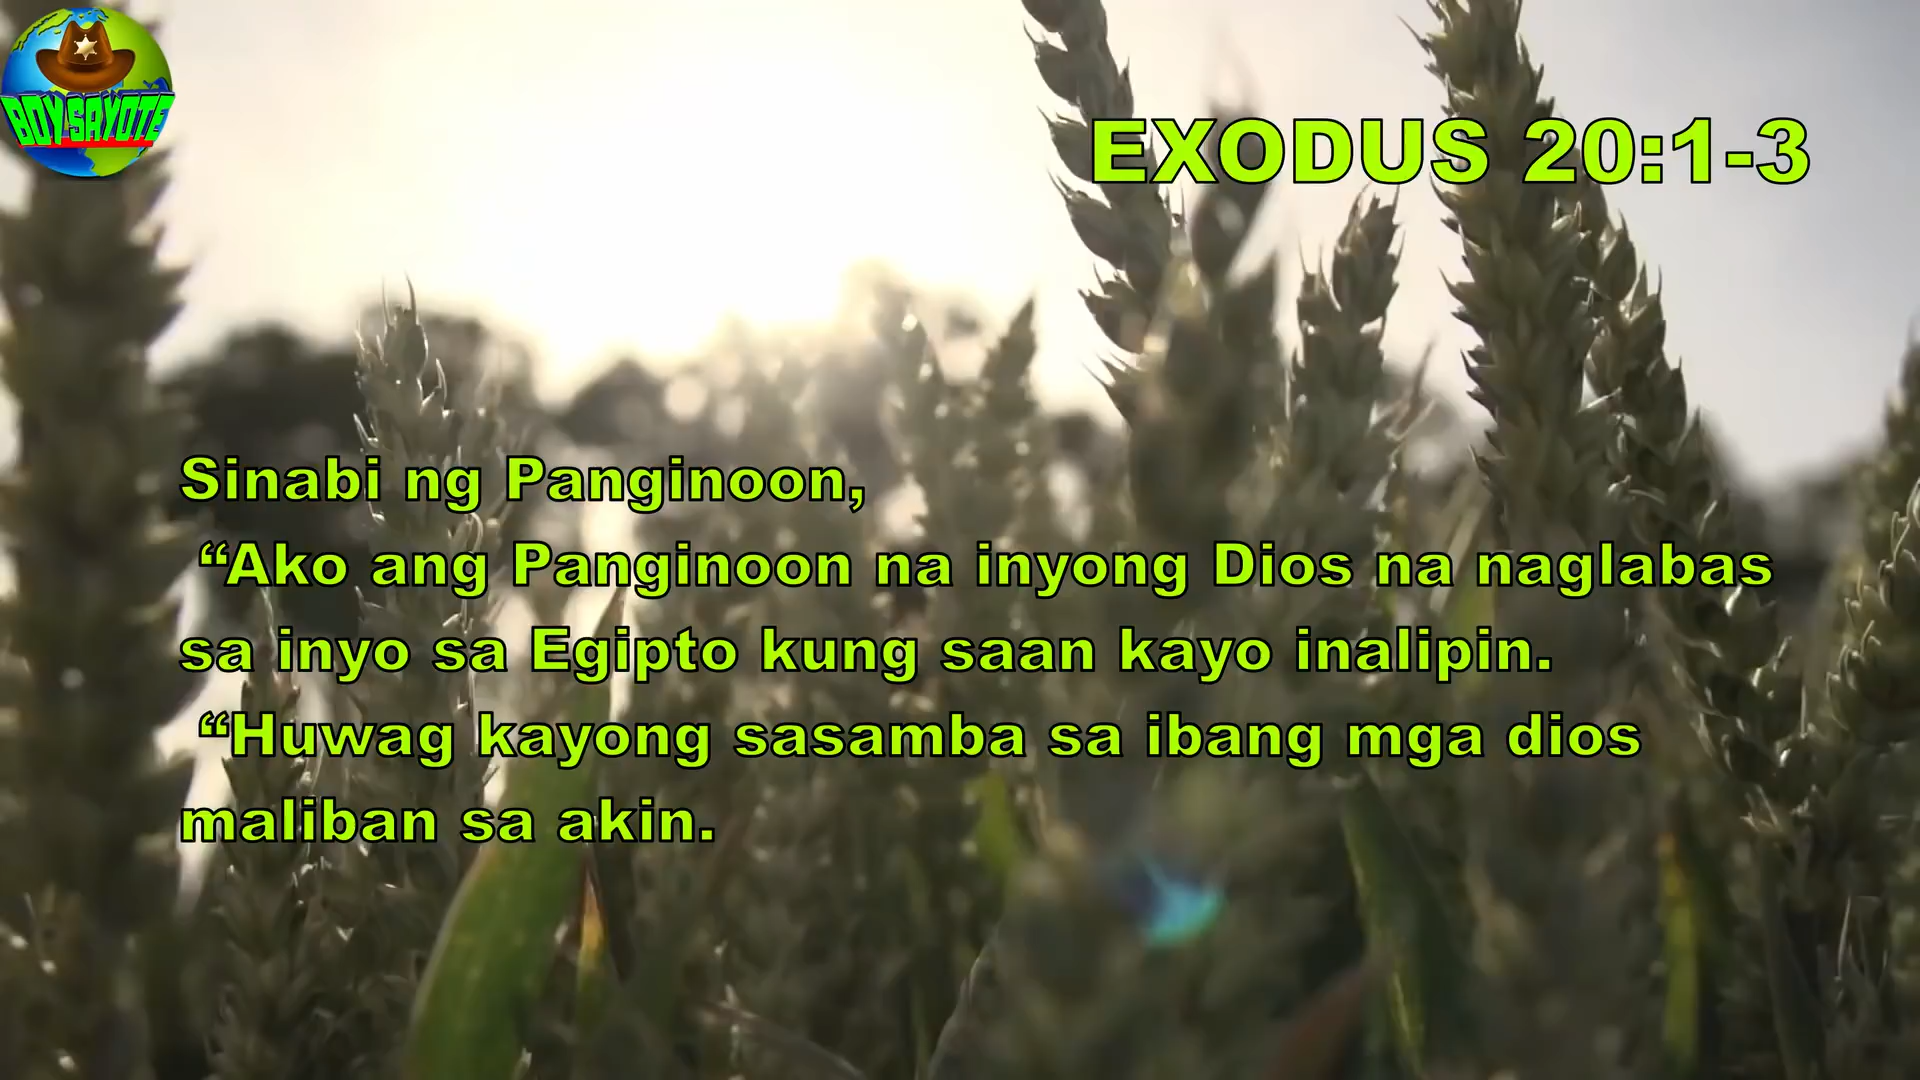 BOY SAYOTE
EXODUS 20:1-3
Sinabi ng Panginoon,
“Ako ang Panginoon na inyong Dios na naglabas
sa inyo sa Egipto kung saan kayo inalipin.
“Huwag kayong sasamba sa ibang mga dios
maliban sa akin.